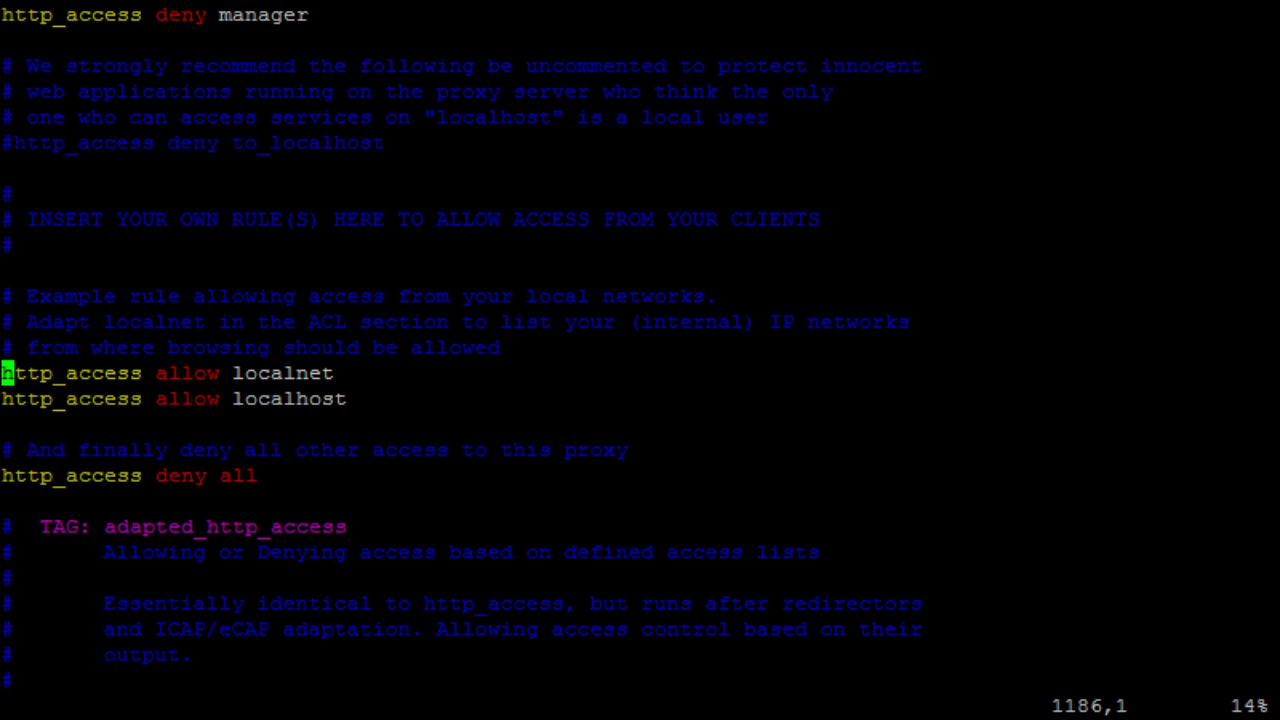 http_access deny manager
# We strongly recommend the following be uncommented to protect innocent
# web applications running on the proxy server who think the only
# one who can access services on "localhost" is a local user
#http_access deny to_localhost
#
# INSERT YOUR OWN RULE(S) HERE TO ALLOW ACCESS FROM YOUR CLIENTS
#
# Example rule allowing access from your local networks.
# Adapt localnet in the ACL section to list your (internal) IP networks
# from where browsing should be allowed
http_access allow localnet
http_access allow localhost
# And finally deny all other access to this proxy
http_access deny all
#  TAG: adapted_http_access
#       Allowing or Denying access based on defined access lists
#
#       Essentially identical to http_access, but runs after redirectors
#       and ICAP/eCAP adaptation. Allowing access control based on their
#       output.
#
1186,1 14%